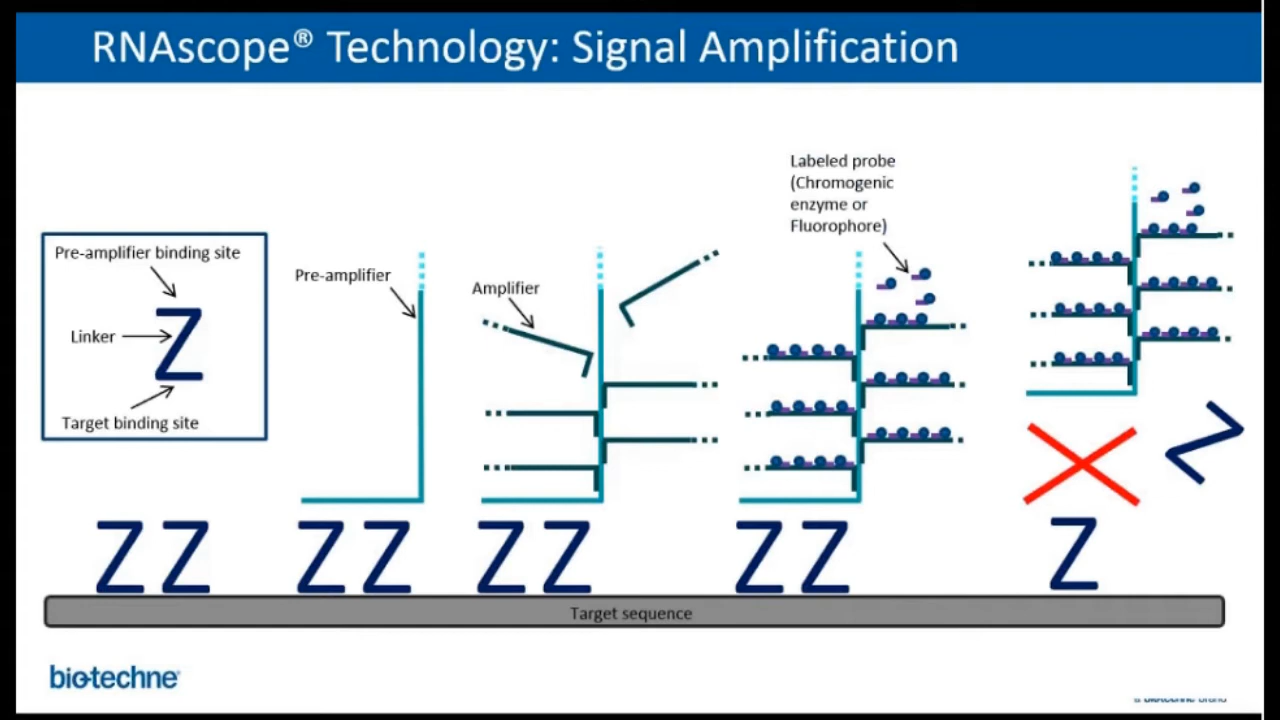 RNAscope® Technology: Signal Amplification
Labeled probe
(Chromogenic
enzyme or
Fluorophore)
Pre-amplifier binding site
Linker
Z
Target binding site
Pre-amplifier
Amplifier
Z Z
Z Z
Z Z
Z Z
Z
Z
Target sequence
bio-techne®